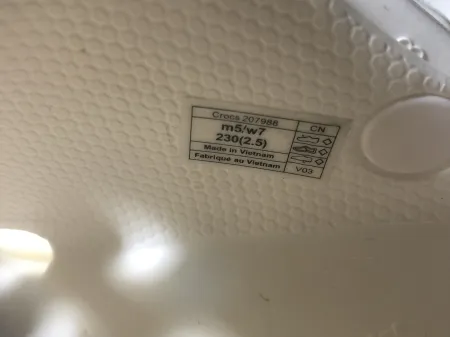 Crocs 207986
m5/w7
230(2.5)
Made in Vietnam
Fabriqué au Vietnam
CN
V03